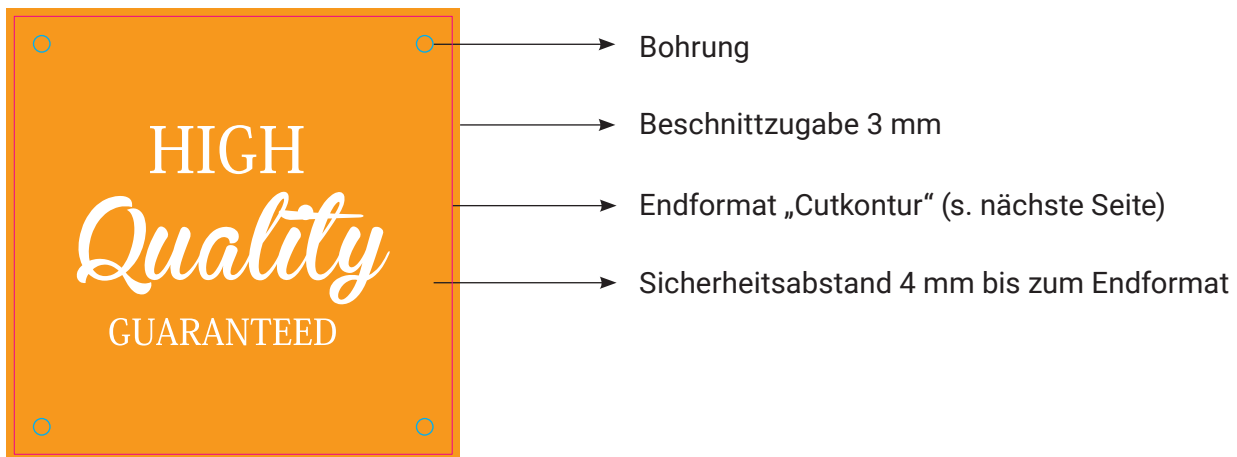 HIGH
Quality
GUARANTEED
Bohrung
Beschnittzugabe 3 mm
Endformat „Cutkontur“ (s. nächste Seite)
Sicherheitsabstand 4 mm bis zum Endformat